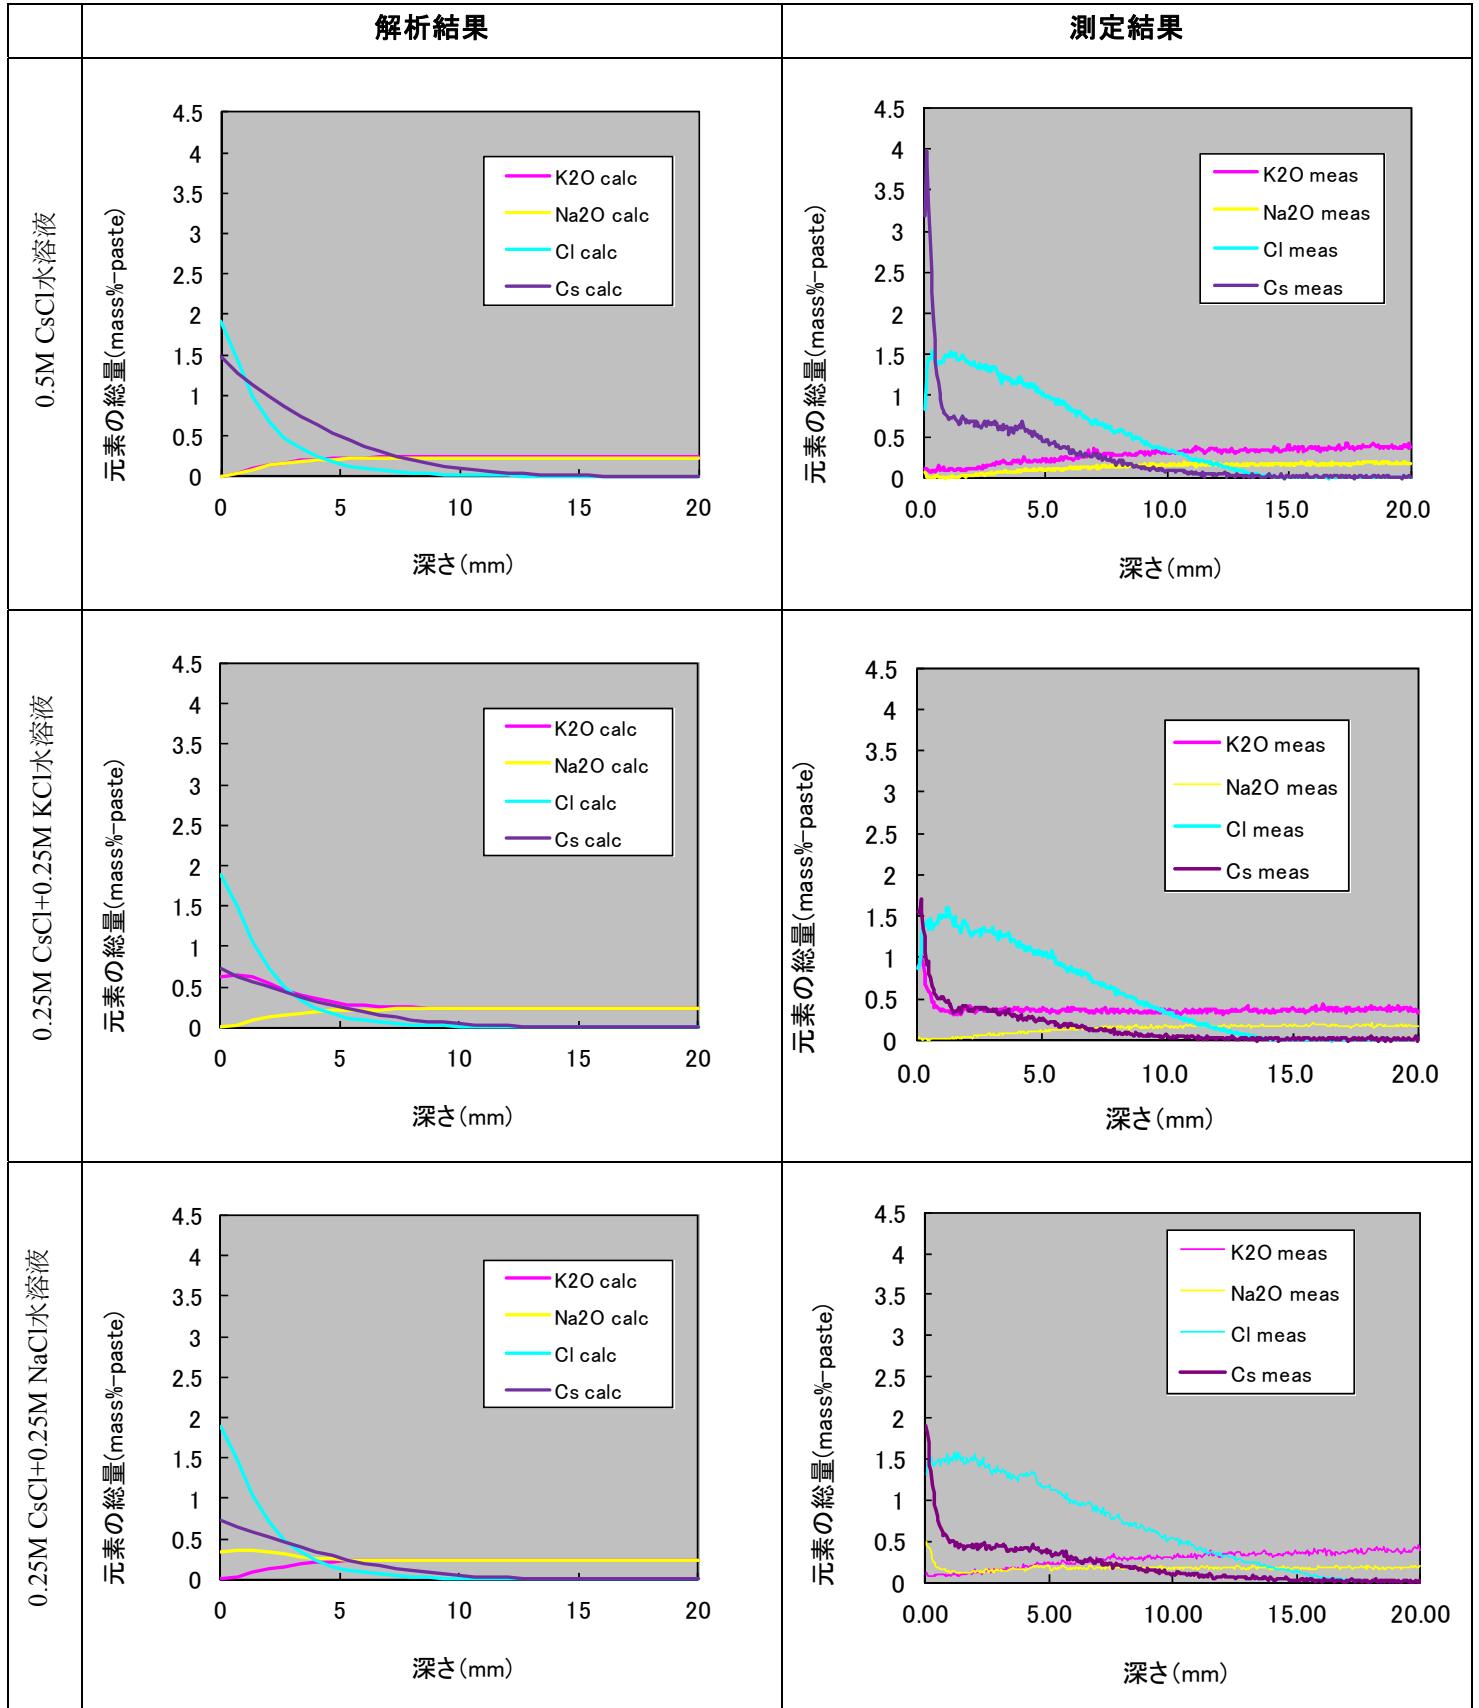 解析結果
測定結果
0.5M CsCl水溶液
元素の総量(mass%-paste)
4.5
4
3.5
3
2.5
2
1.5
1
0.5
0
K2O calc
Na2O calc
Cl calc
Cs calc
0 5 10 15 20
深さ(mm)
元素の総量(mass%-paste)
4.5
4
3.5
3
2.5
2
1.5
1
0.5
0
K2O meas
Na2O meas
Cl meas
Cs meas
0.0 5.0 10.0 15.0 20.0
深さ(mm)
0.25M CsCl+0.25M KCl水溶液
元素の総量(mass%-paste)
4.5
4
3.5
3
2.5
2
1.5
1
0.5
0
K2O calc
Na2O calc
Cl calc
Cs calc
0 5 10 15 20
深さ(mm)
元素の総量(mass%-paste)
4.5
4
3.5
3
2.5
2
1.5
1
0.5
0
K2O meas
Na2O meas
Cl meas
Cs meas
0.0 5.0 10.0 15.0 20.0
深さ(mm)
0.25M CsCl+0.25M NaCl水溶液
元素の総量(mass%-paste)
4.5
4
3.5
3
2.5
2
1.5
1
0.5
0
K2O calc
Na2O calc
Cl calc
Cs calc
0 5 10 15 20
深さ(mm)
元素の総量(mass%-paste)
4.5
4
3.5
3
2.5
2
1.5
1
0.5
0
K2O meas
Na2O meas
Cl meas
Cs meas
0.00 5.00 10.00 15.00 20.00
深さ(mm)